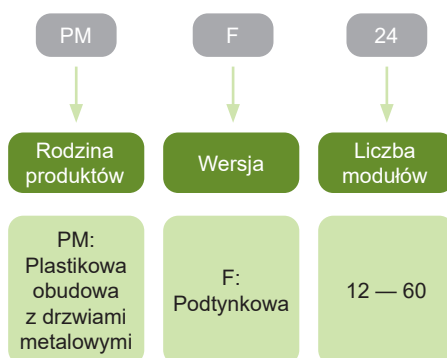 PM F 24
Rodzina
produktów
Wersja
Liczba
modułów
PM:
Plastikowa
obudowa
z drzwiami
metalowymi
F:
Podtynkowa
12 — 60